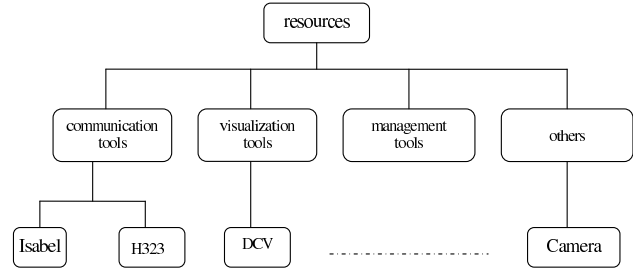 resources
communication
tools
visualization
tools
management
tools
others
Isabel
H323
DCV
Camera